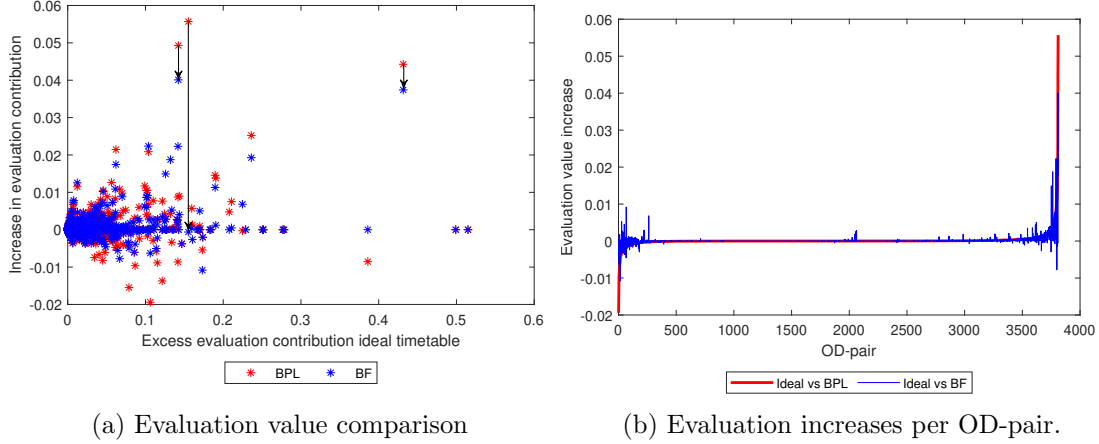 0.06
0.05
0.04
0.03
0.02
0.01
0
-0.01
-0.02
Increase in evaluation contribution
0 0.1 0.2 0.3 0.4 0.5 0.6
Excess evaluation contribution ideal timetable
BPL BF
(a) Evaluation value comparison
0.06
0.05
0.04
0.03
0.02
0.01
0
-0.01
-0.02
Evaluation value increase
0 500 1000 1500 2000 2500 3000 3500 4000
OD-pair
Ideal vs BPL Ideal vs BF
(b) Evaluation increases per OD-pair.